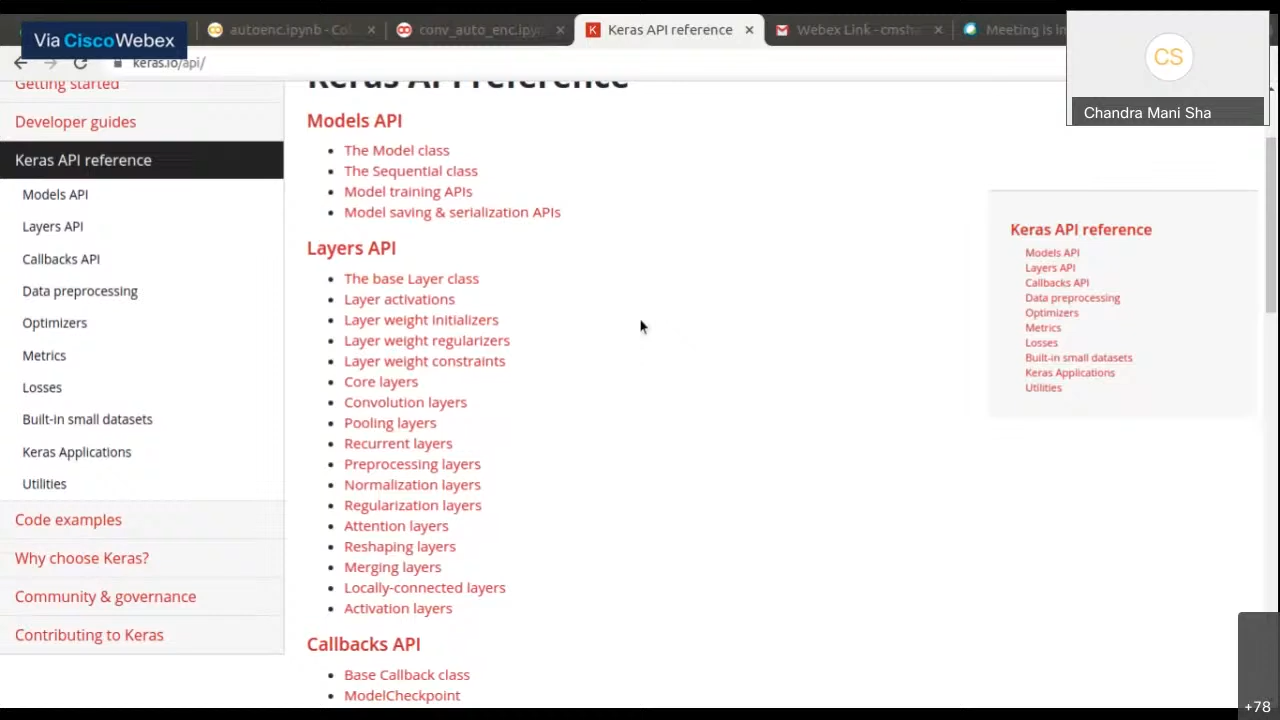 Via Cisco Webex
autoenc.ipynb - Co
conv_auto_enc.ipynb
Keras API reference
Webex Link - cmsha
Meeting is in
keras.io/api/
CS
Chandra Mani Sha
Getting started
Developer guides
Keras API reference
Models API
Layers API
Callbacks API
Data preprocessing
Optimizers
Metrics
Losses
Built-in small datasets
Keras Applications
Utilities
Code examples
Why choose Keras?
Community & governance
Contributing to Keras
Keras API reference
Models API
The Model class
The Sequential class
Model training APIs
Model saving & serialization APIs
Layers API
The base Layer class
Layer activations
Layer weight initializers
Layer weight regularizers
Layer weight constraints
Core layers
Convolution layers
Pooling layers
Recurrent layers
Preprocessing layers
Normalization layers
Regularization layers
Attention layers
Reshaping layers
Merging layers
Locally-connected layers
Activation layers
Callbacks API
Base Callback class
ModelCheckpoint
Keras API reference
Models API
Layers API
Callbacks API
Data preprocessing
Optimizers
Metrics
Losses
Built-in small datasets
Keras Applications
Utilities
+78